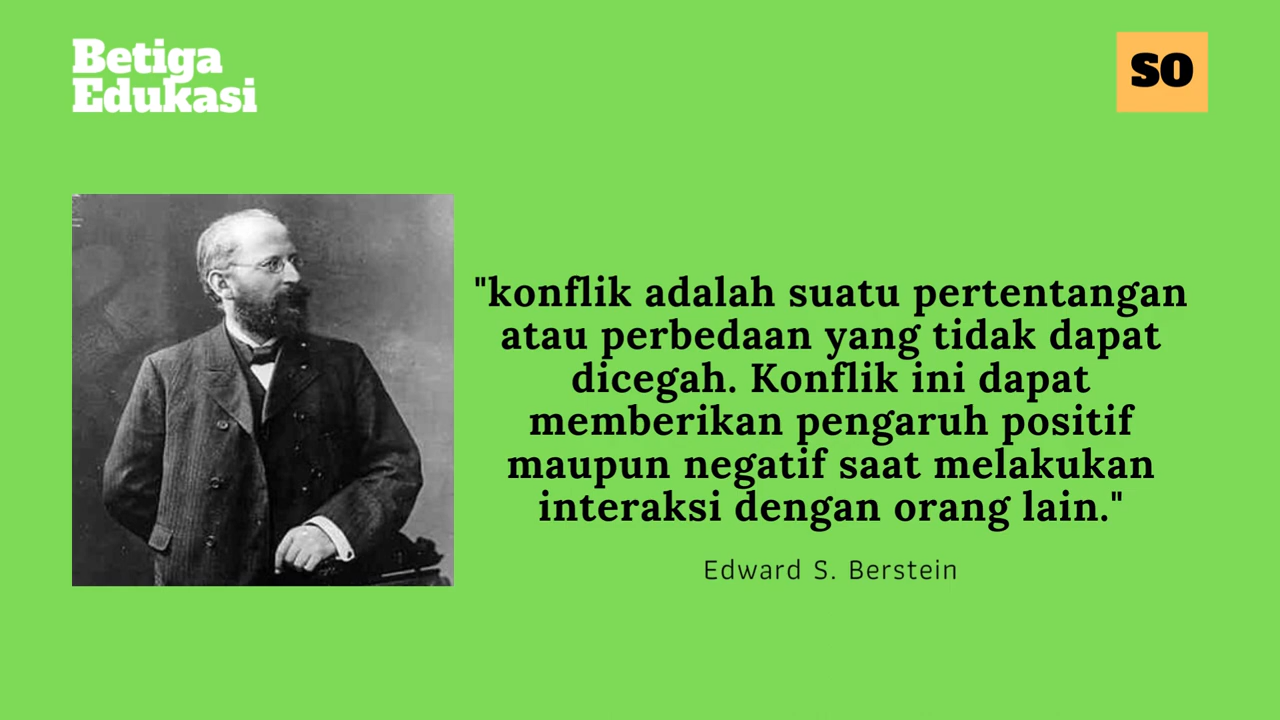 Betiga
Edukasi
SO
"konflik adalah suatu pertentangan
atau perbedaan yang tidak dapat
dicegah. Konflik ini dapat
memberikan pengaruh positif
maupun negatif saat melakukan
interaksi dengan orang lain."
Edward S. Berstein